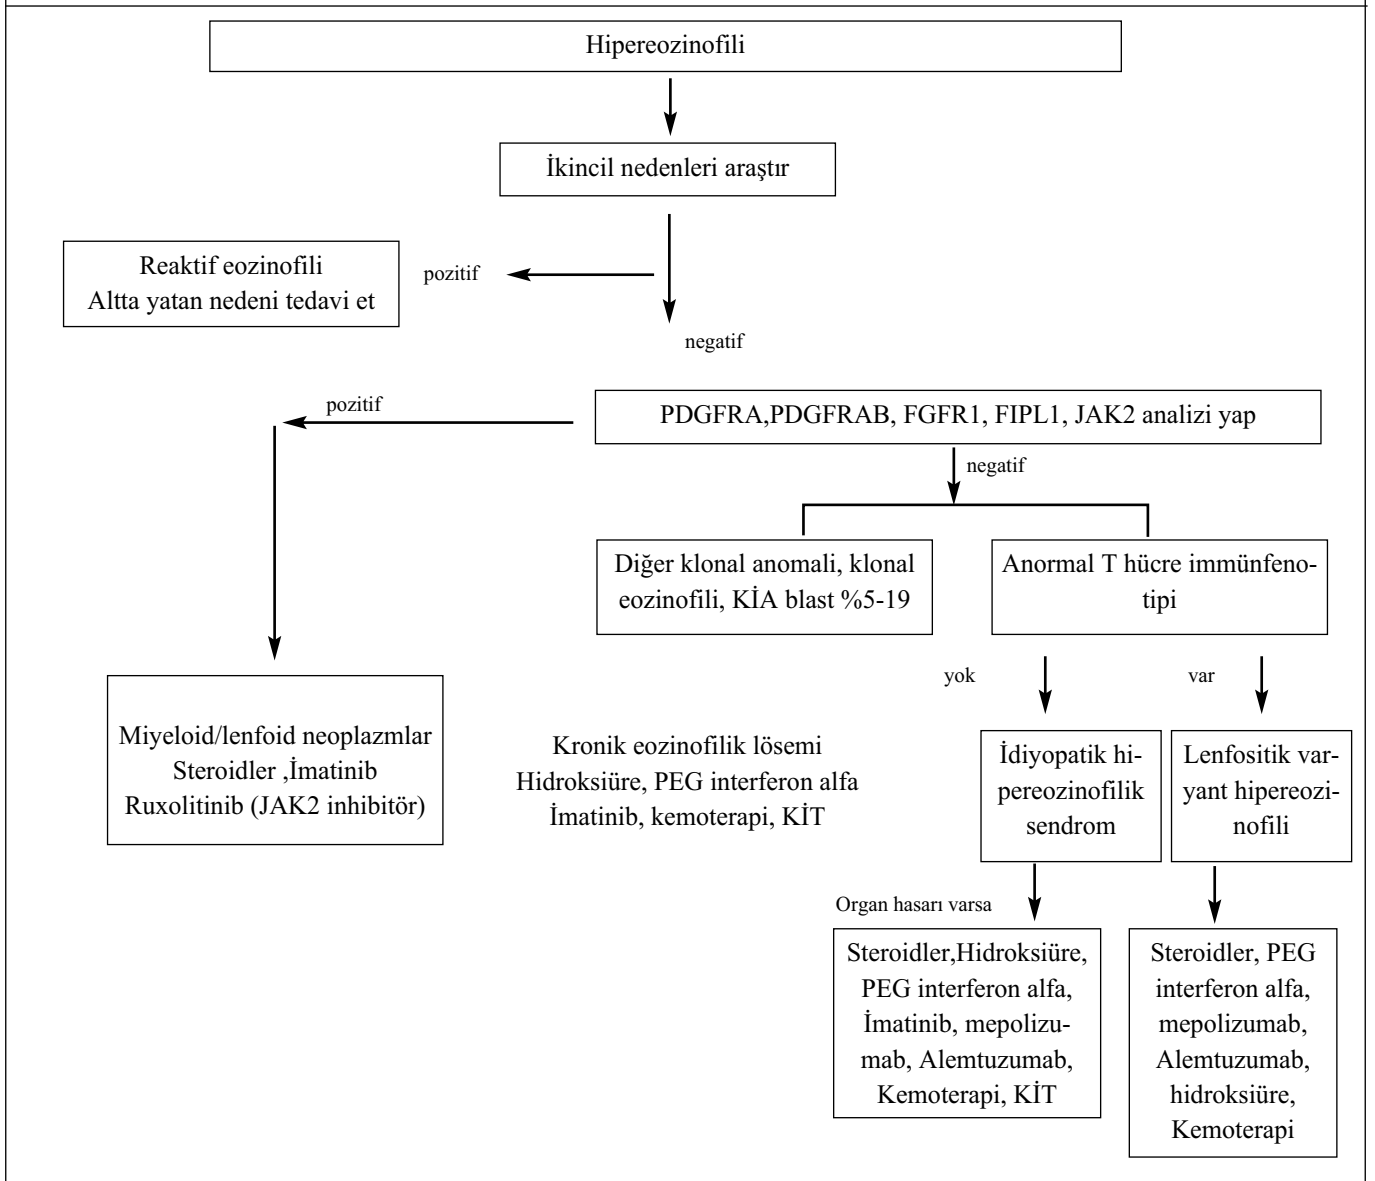 Hipereozinofili
İkincil nedenleri araştır
Reaktif eozinofili
Altta yatan nedeni tedavi et
pozitif
negatif
pozitif
PDGFRA,PDGFRAB, FGFR1, FIPL1, JAK2 analizi yap
negatif
Diğer klonal anomali, klonal
eozinofili, KİA blast %5-19
Anormal T hücre immünfeno-
tipi
yok
var
Miyeloid/lenfoid neoplazmlar
Steroidler ,İmatinib
Ruxolitinib (JAK2 inhibitör)
Kronik eozinofilik lösemi
Hidroksiüre, PEG interferon alfa
İmatinib, kemoterapi, KİT
İdiyopatik hi-
pereozinofilik
sendrom
Lenfositik var-
yant hipereozi-
nofili
Organ hasarı varsa
Steroidler,Hidroksiüre,
PEG interferon alfa,
İmatinib, mepolizu-
mab, Alemtuzumab,
Kemoterapi, KİT
Steroidler, PEG
interferon alfa,
mepolizumab,
Alemtuzumab,
hidroksiüre,
Kemoterapi